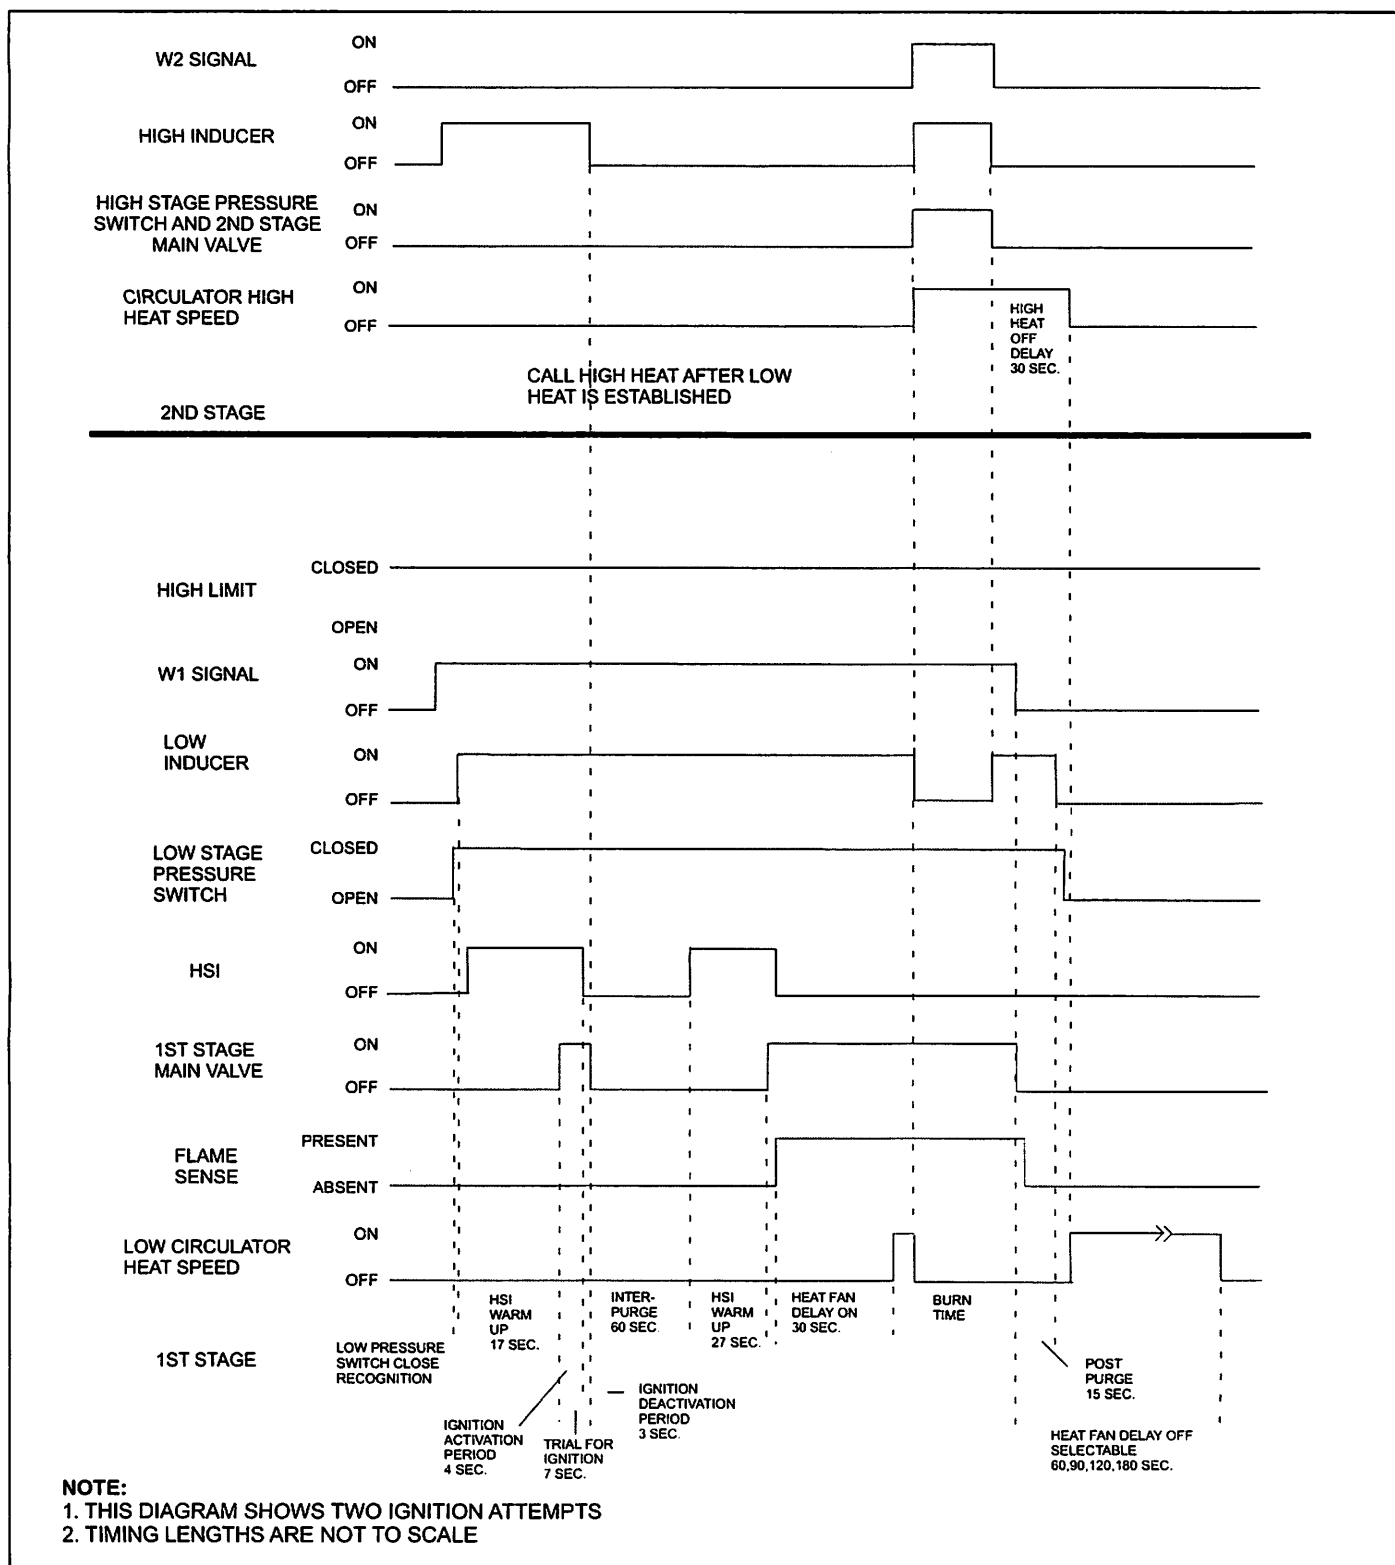 W2 SIGNAL
ON
OFF
HIGH INDUCER
ON
OFF
HIGH STAGE PRESSURE
SWITCH AND 2ND STAGE
MAIN VALVE
ON
OFF
CIRCULATOR HIGH
HEAT SPEED
ON
OFF
HIGH
HEAT
OFF
DELAY
30 SEC.
CALL HIGH HEAT AFTER LOW
HEAT IS ESTABLISHED
2ND STAGE
HIGH LIMIT
CLOSED
OPEN
W1 SIGNAL
ON
OFF
LOW
INDUCER
ON
OFF
LOW STAGE
PRESSURE
SWITCH
CLOSED
OPEN
HSI
ON
OFF
1ST STAGE
MAIN VALVE
ON
OFF
FLAME
SENSE
PRESENT
ABSENT
LOW CIRCULATOR
HEAT SPEED
ON
OFF
1ST STAGE
LOW PRESSURE
SWITCH CLOSE
RECOGNITION
HSI
WARM
UP
17 SEC.
IGNITION
ACTIVATION
PERIOD
4 SEC.
TRIAL FOR
IGNITION
7 SEC.
INTER-
PURGE
60 SEC.
IGNITION
DEACTIVATION
PERIOD
3 SEC.
HSI
WARM
UP
27 SEC.
HEAT FAN
DELAY ON
30 SEC.
BURN
TIME
POST
PURGE
15 SEC.
HEAT FAN DELAY OFF
SELECTABLE
60,90,120,180 SEC.
NOTE:
1. THIS DIAGRAM SHOWS TWO IGNITION ATTEMPTS
2. TIMING LENGTHS ARE NOT TO SCALE